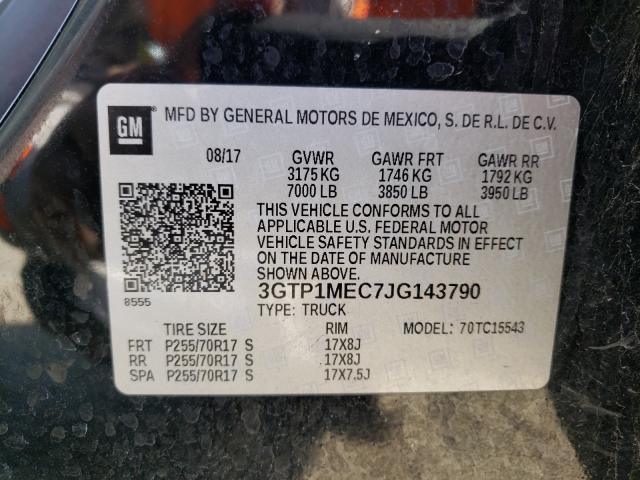 GM
MFD BY GENERAL MOTORS DE MEXICO, S. DE R.L. DE C.V.
08/17 GVWR GAWR FRT GAWR RR
3175 KG 1746 KG 1792 KG
7000 LB 3850 LB 3950 LB
THIS VEHICLE CONFORMS TO ALL
APPLICABLE U.S. FEDERAL MOTOR
VEHICLE SAFETY STANDARDS IN EFFECT
ON THE DATE OF MANUFACTURE
SHOWN ABOVE.
8555 3GTP1MEC7JG143790
TYPE: TRUCK
TIRE SIZE RIM MODEL: 70TC15543
FRT P255/70R17 S 17X8J
RR P255/70R17 S 17X8J
SPA P255/70R17 S 17X7.5J